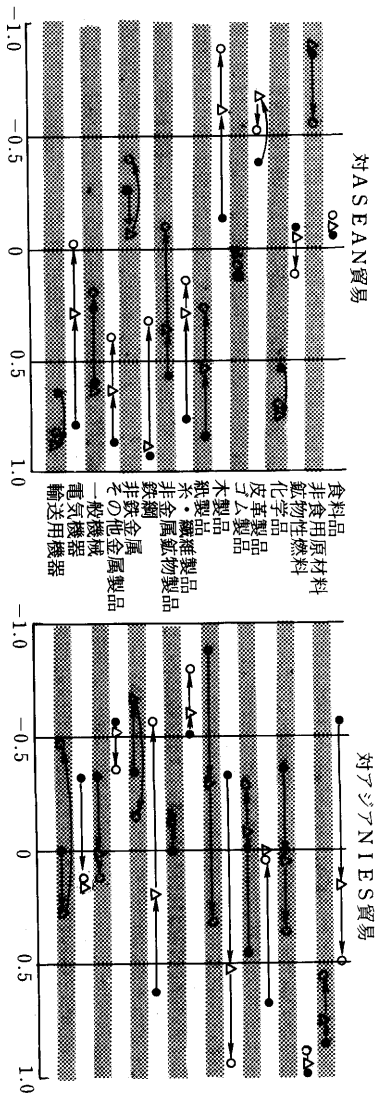 対ASEAN貿易
-1.0
-0.5
0
0.5
1.0
食料品
非食用原材料
鉱物性燃料
化学品
皮革製品
ゴム製品
木製品
紙製品
糸・繊維製品
非金属鉱物製品
鉄鋼
非鉄金属
その他金属製品
一般機械
電気機器
輸送用機器
対アジアNIES貿易
-1.0
-0.5
0
0.5
1.0